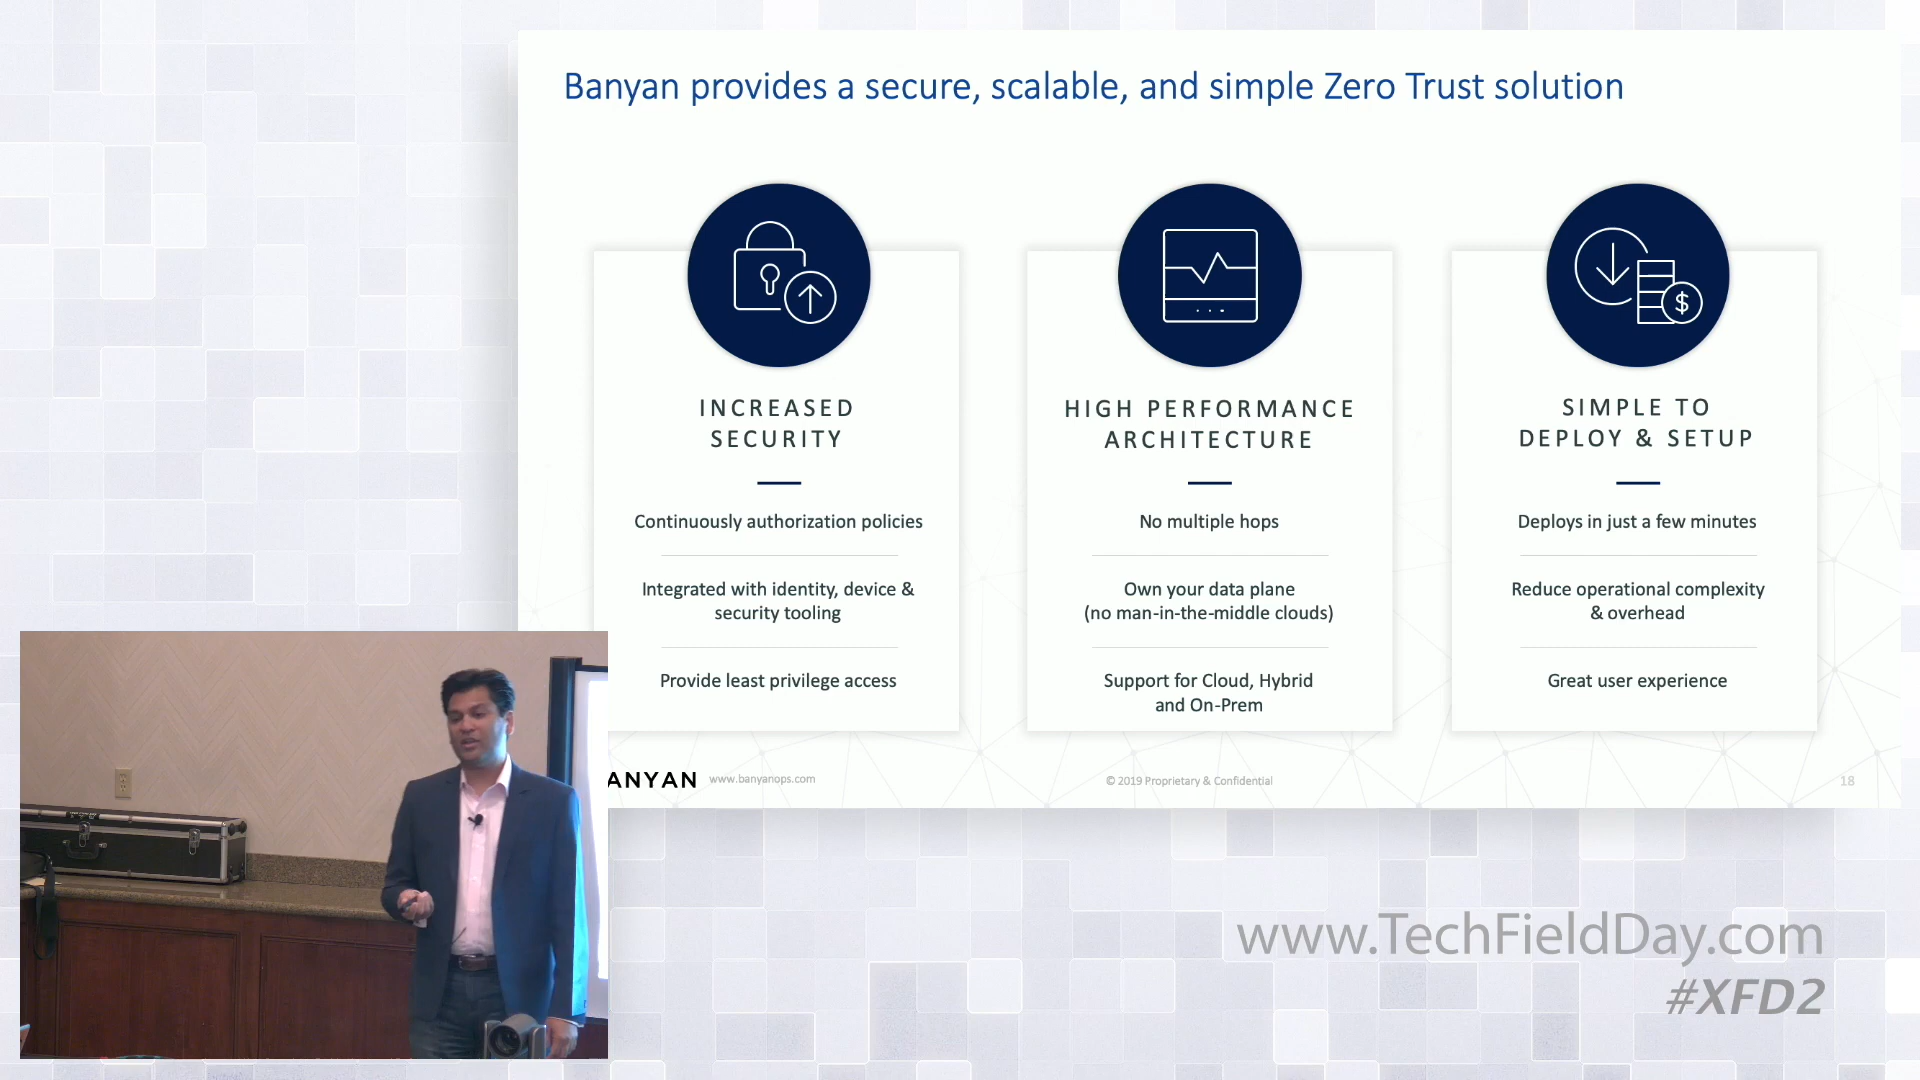 Banyan provides a secure, scalable, and simple Zero Trust solution
INCREASED
SECURITY
Continuously authorization policies
Integrated with identity, device &
security tooling
Provide least privilege access
HIGH PERFORMANCE
ARCHITECTURE
No multiple hops
Own your data plane
(no man-in-the-middle clouds)
Support for Cloud, Hybrid
and On-Prem
SIMPLE TO
DEPLOY & SETUP
Deploys in just a few minutes
Reduce operational complexity
& overhead
Great user experience
ANYAN www.banyanops.com © 2019 Proprietary & Confidential 18
www.TechFieldDay.com
#XFD2